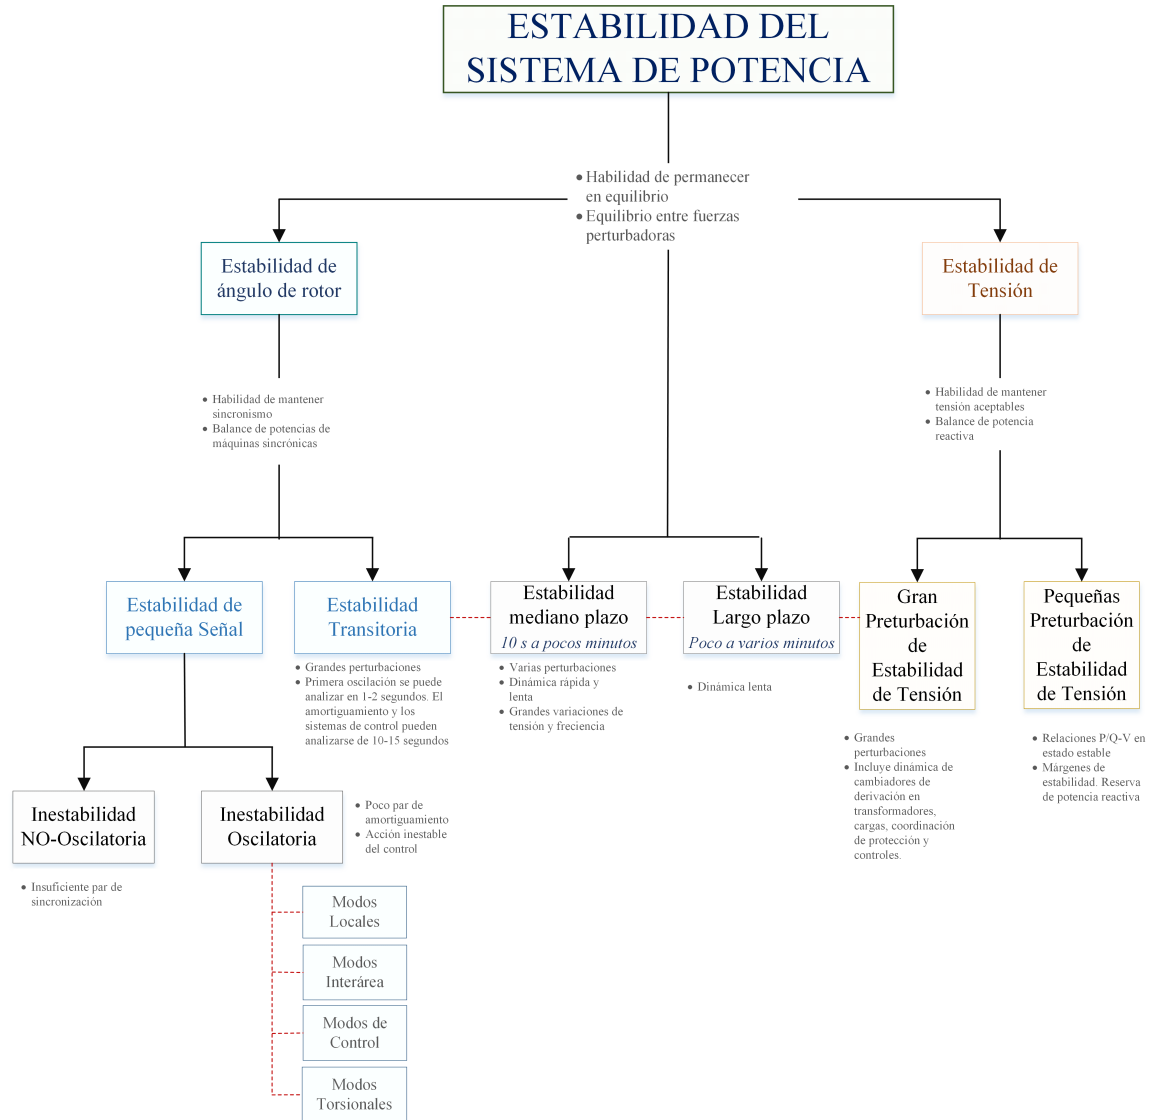 ESTABILIDAD DEL
SISTEMA DE POTENCIA
• Habilidad de permanecer
en equilibrio
• Equilibrio entre fuerzas
perturbadoras
Estabilidad de
ángulo de rotor
Estabilidad de
Tensión
• Habilidad de mantener
sincronismo
• Balance de potencias de
máquinas sincrónicas
• Habilidad de mantener
tensión aceptables
• Balance de potencia
reactiva
Estabilidad de
pequeña Señal
Estabilidad
Transitoria
• Grandes perturbaciones
• Primera oscilación se puede
analizar en 1-2 segundos. El
amortiguamiento y los
sistemas de control pueden
analizarse de 10-15 segundos
Estabilidad
mediano plazo
10 s a pocos minutos
• Varias perturbaciones
• Dinámica rápida y
lenta
• Grandes variaciones de
tensión y freciencia
Estabilidad
Largo plazo
Poco a varios minutos
• Dinámica lenta
Gran
Preturbación
de
Estabilidad
de Tensión
• Grandes
perturbaciones
• Incluye dinámica de
cambiadores de
derivación en
transformadores,
cargas, coordinación
de protección y
controles.
Pequeñas
Preturbación
de
Estabilidad
de Tensión
• Relaciones P/Q-V en
estado estable
• Márgenes de
estabilidad. Reserva
de potencia reactiva
Inestabilidad
NO-Oscilatoria
• Insuficiente par de
sincronización
Inestabilidad
Oscilatoria
• Poco par de
amortiguamiento
• Acción inestable
del control
Modos
Locales
Modos
Interárea
Modos de
Control
Modos
Torsionales